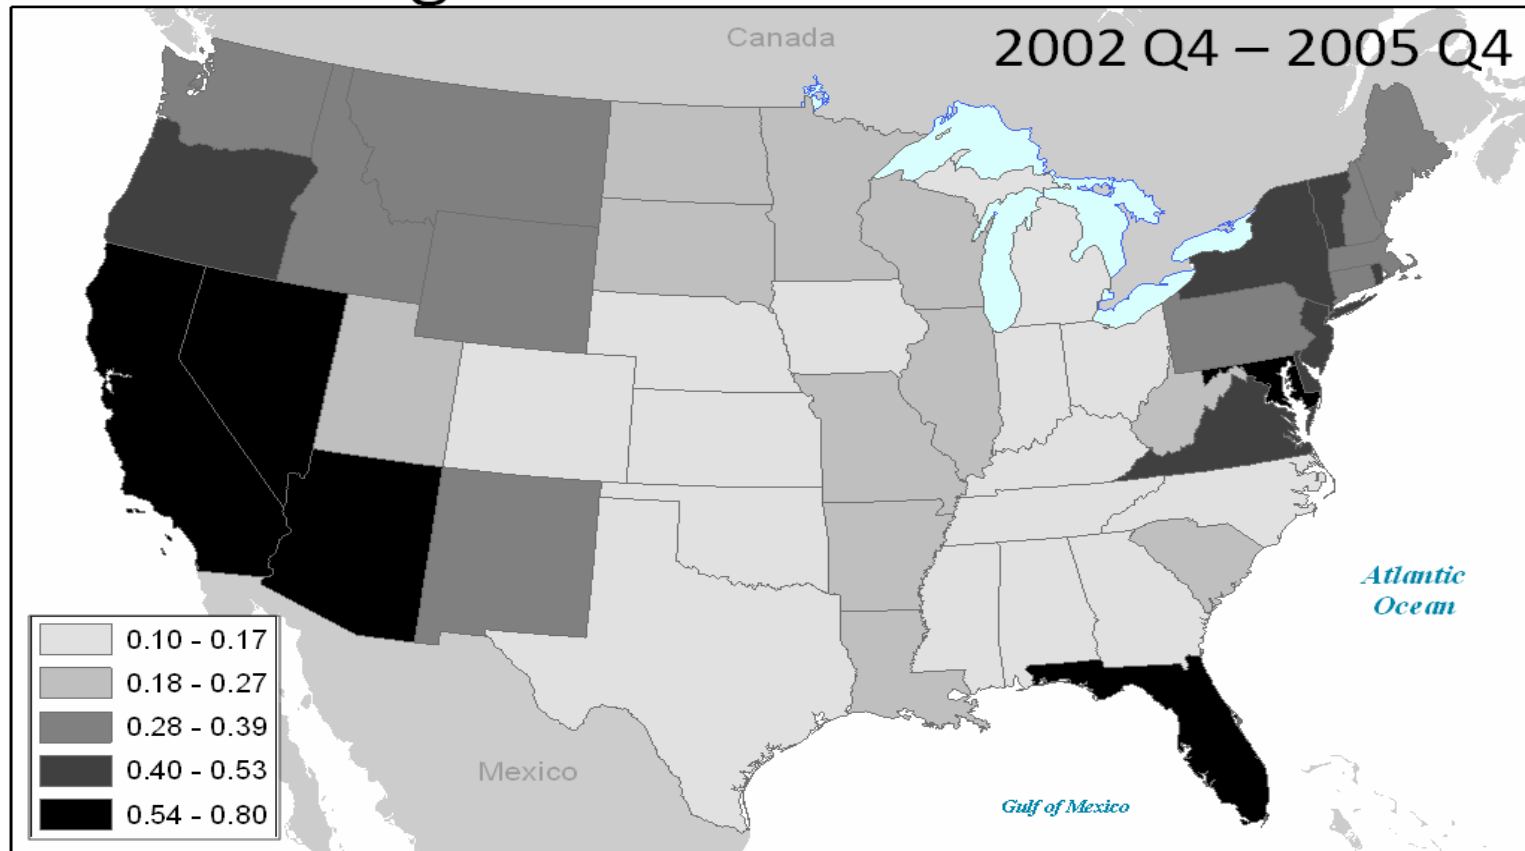 Canada
2002 Q4 – 2005 Q4
Atlantic
Ocean
0.10 - 0.17
0.18 - 0.27
0.28 - 0.39
0.40 - 0.53
0.54 - 0.80
Mexico
Gulf of Mexico